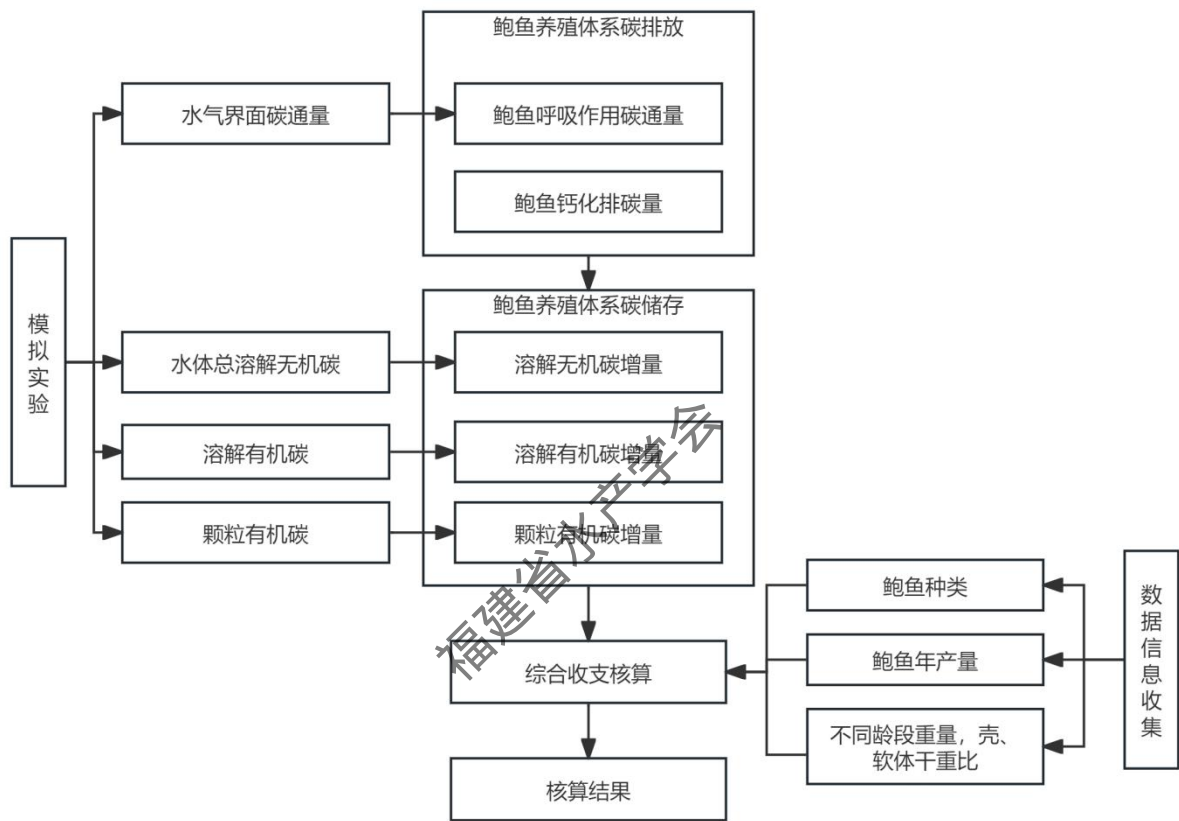 鲍鱼养殖体系碳排放
水气界面碳通量
鲍鱼呼吸作用碳通量
鲍鱼钙化排碳量
模拟实验
鲍鱼养殖体系碳储存
水体总溶解无机碳
溶解无机碳增量
溶解有机碳
溶解有机碳增量
颗粒有机碳
颗粒有机碳增量
福建省水产学会
鲍鱼种类
数据信息收集
综合收支核算
鲍鱼年产量
不同龄段重量，壳、
软体干重比
核算结果